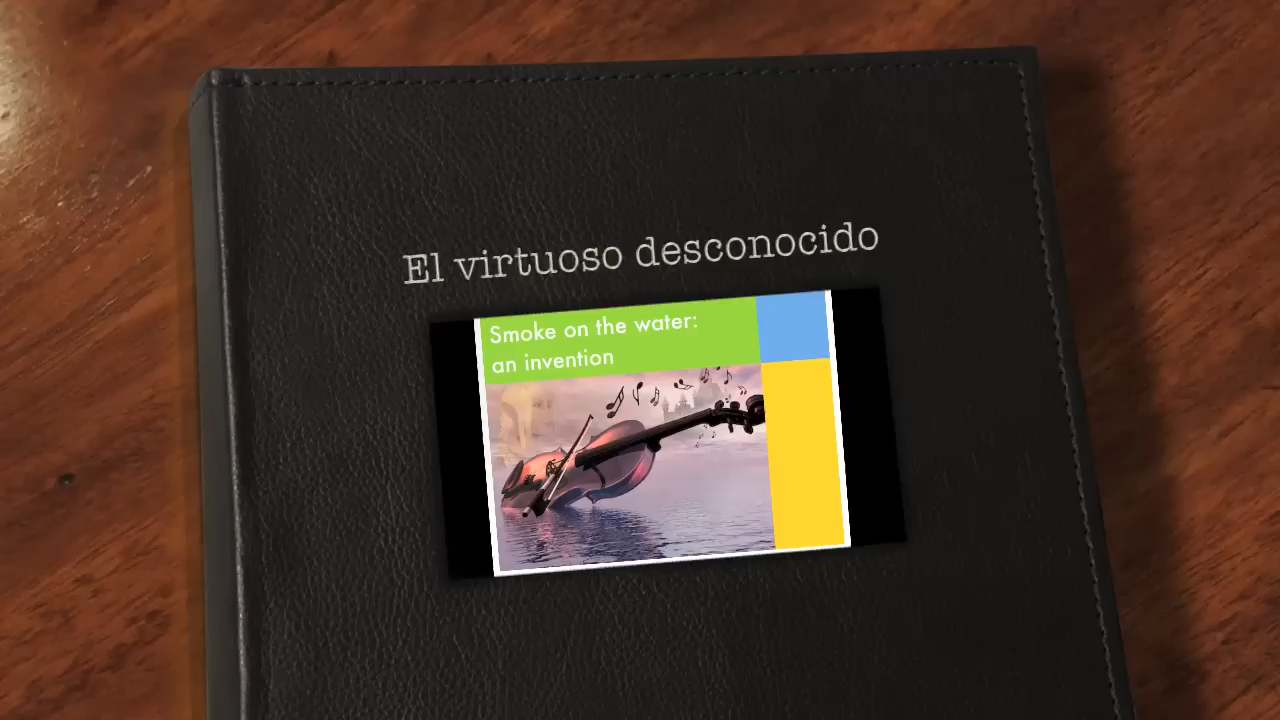 El virtuoso desconocido
Smoke on the water:
an invention